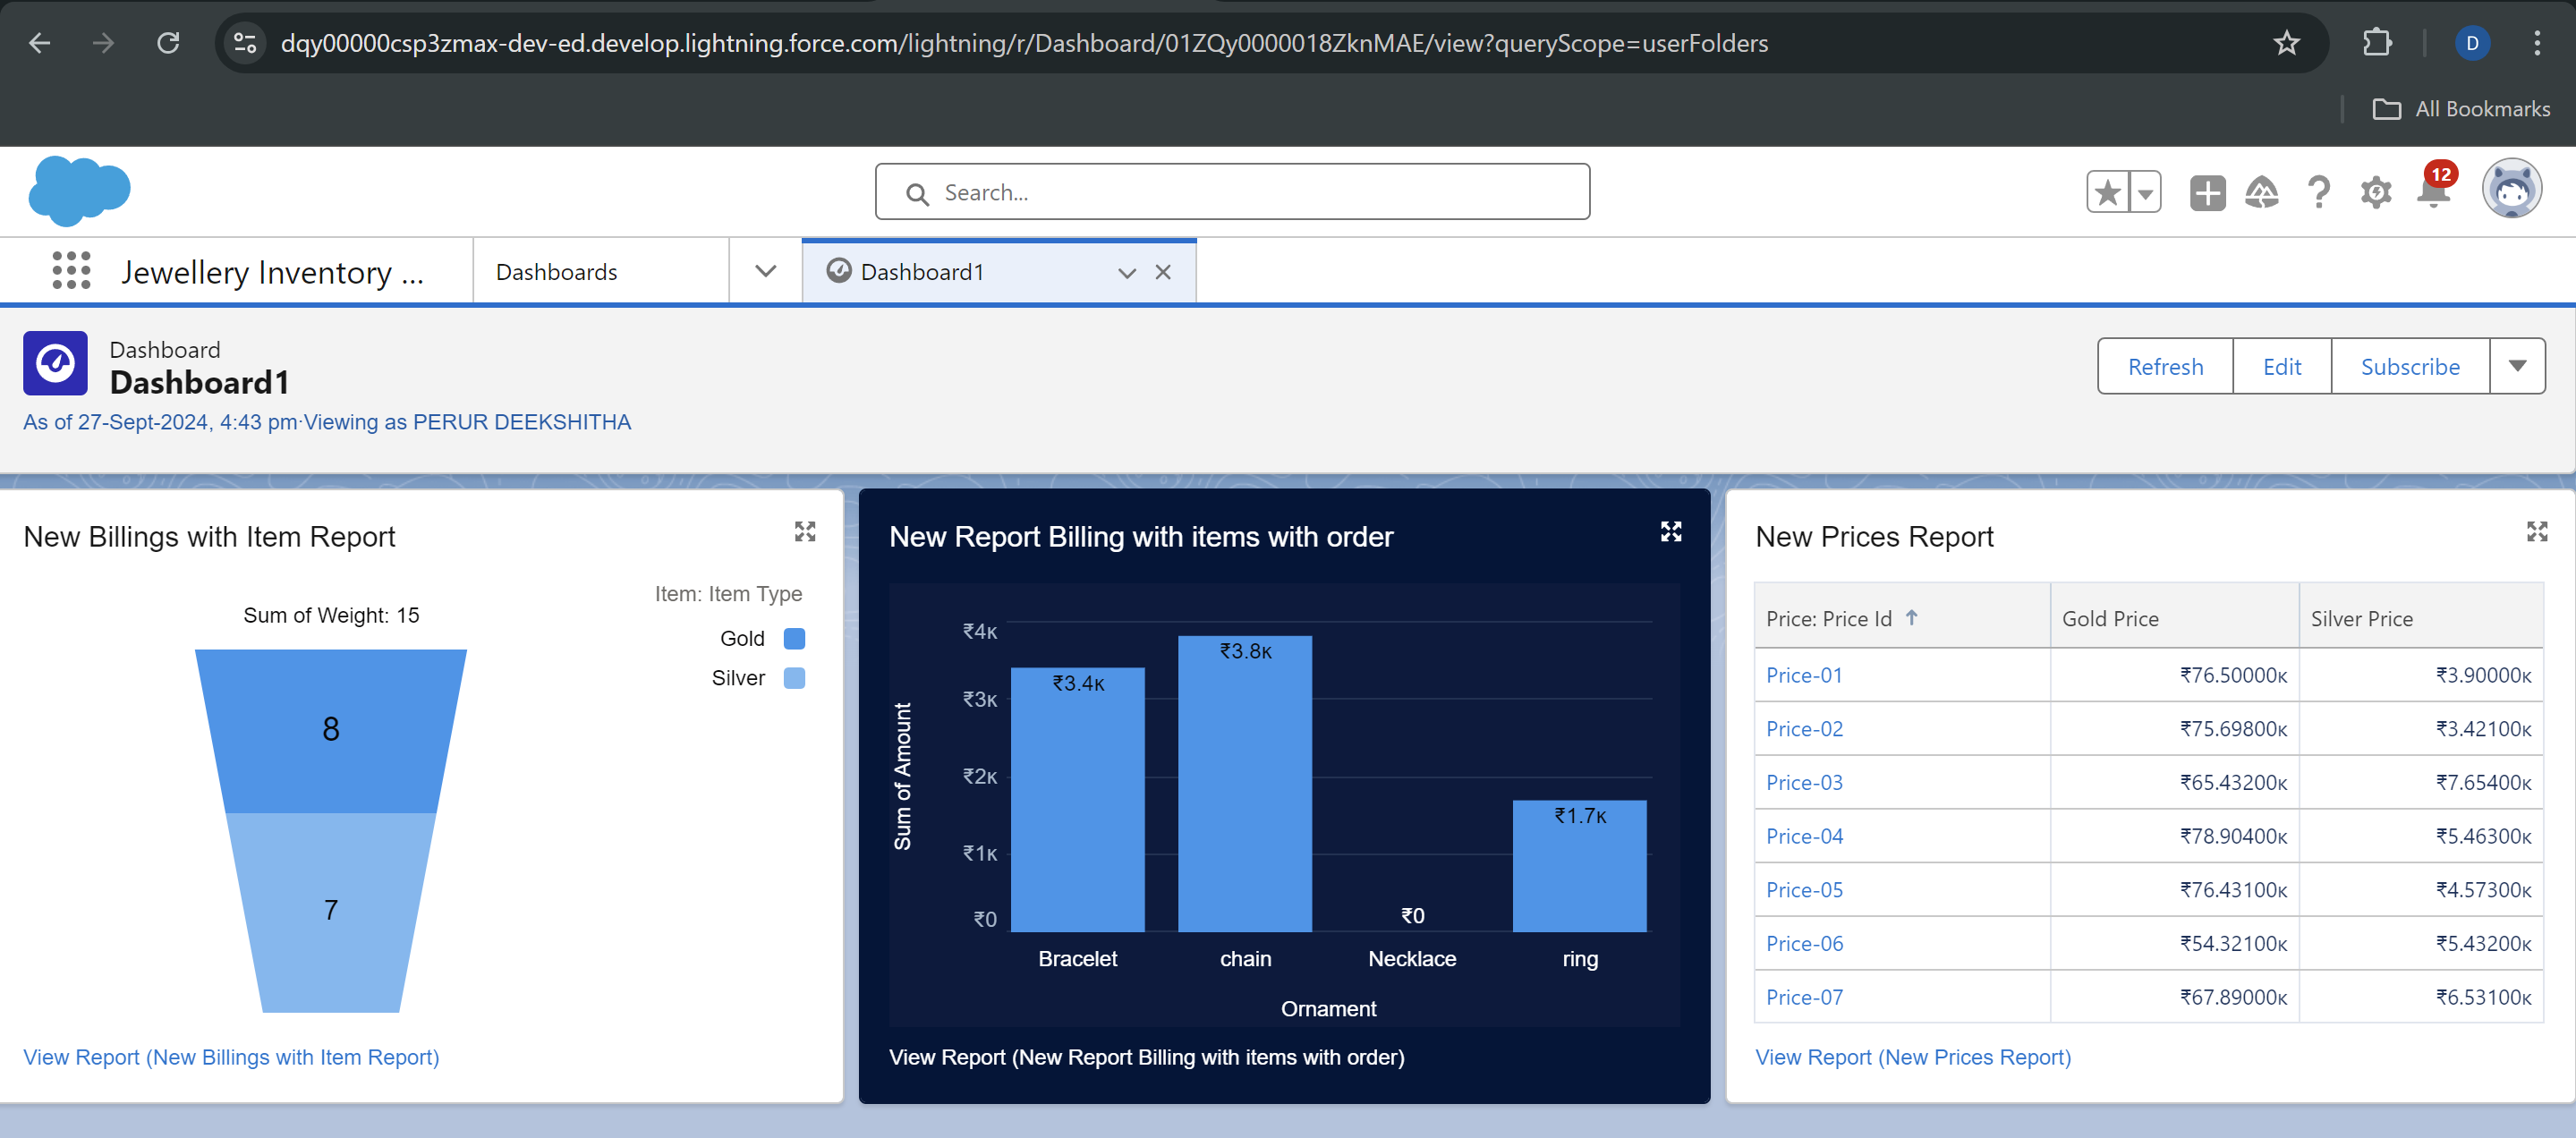 dqy00000csp3zmax-dev-ed.develop.lightning.force.com/lightning/r/Dashboard/01ZQy0000018ZknMAE/view?queryScope=userFolders
D
All Bookmarks
Search...
12
Jewellery Inventory ...
Dashboards
Dashboard1
Dashboard
Dashboard1
As of 27-Sept-2024, 4:43 pm·Viewing as PERUR DEEKSHITHA
Refresh
Edit
Subscribe
New Billings with Item Report
Item: Item Type
Sum of Weight: 15
Gold
Silver
8
7
View Report (New Billings with Item Report)
New Report Billing with items with order
Sum of Amount
₹4K
₹3K
₹2K
₹1K
₹0
₹3.4K
₹3.8K
₹0
₹1.7K
Bracelet
chain
Necklace
ring
Ornament
View Report (New Report Billing with items with order)
New Prices Report
Price: Price Id ↑ Gold Price Silver Price
Price-01 ₹76.50000K ₹3.90000K
Price-02 ₹75.69800K ₹3.42100K
Price-03 ₹65.43200K ₹7.65400K
Price-04 ₹78.90400K ₹5.46300K
Price-05 ₹76.43100K ₹4.57300K
Price-06 ₹54.32100K ₹5.43200K
Price-07 ₹67.89000K ₹6.53100K
View Report (New Prices Report)